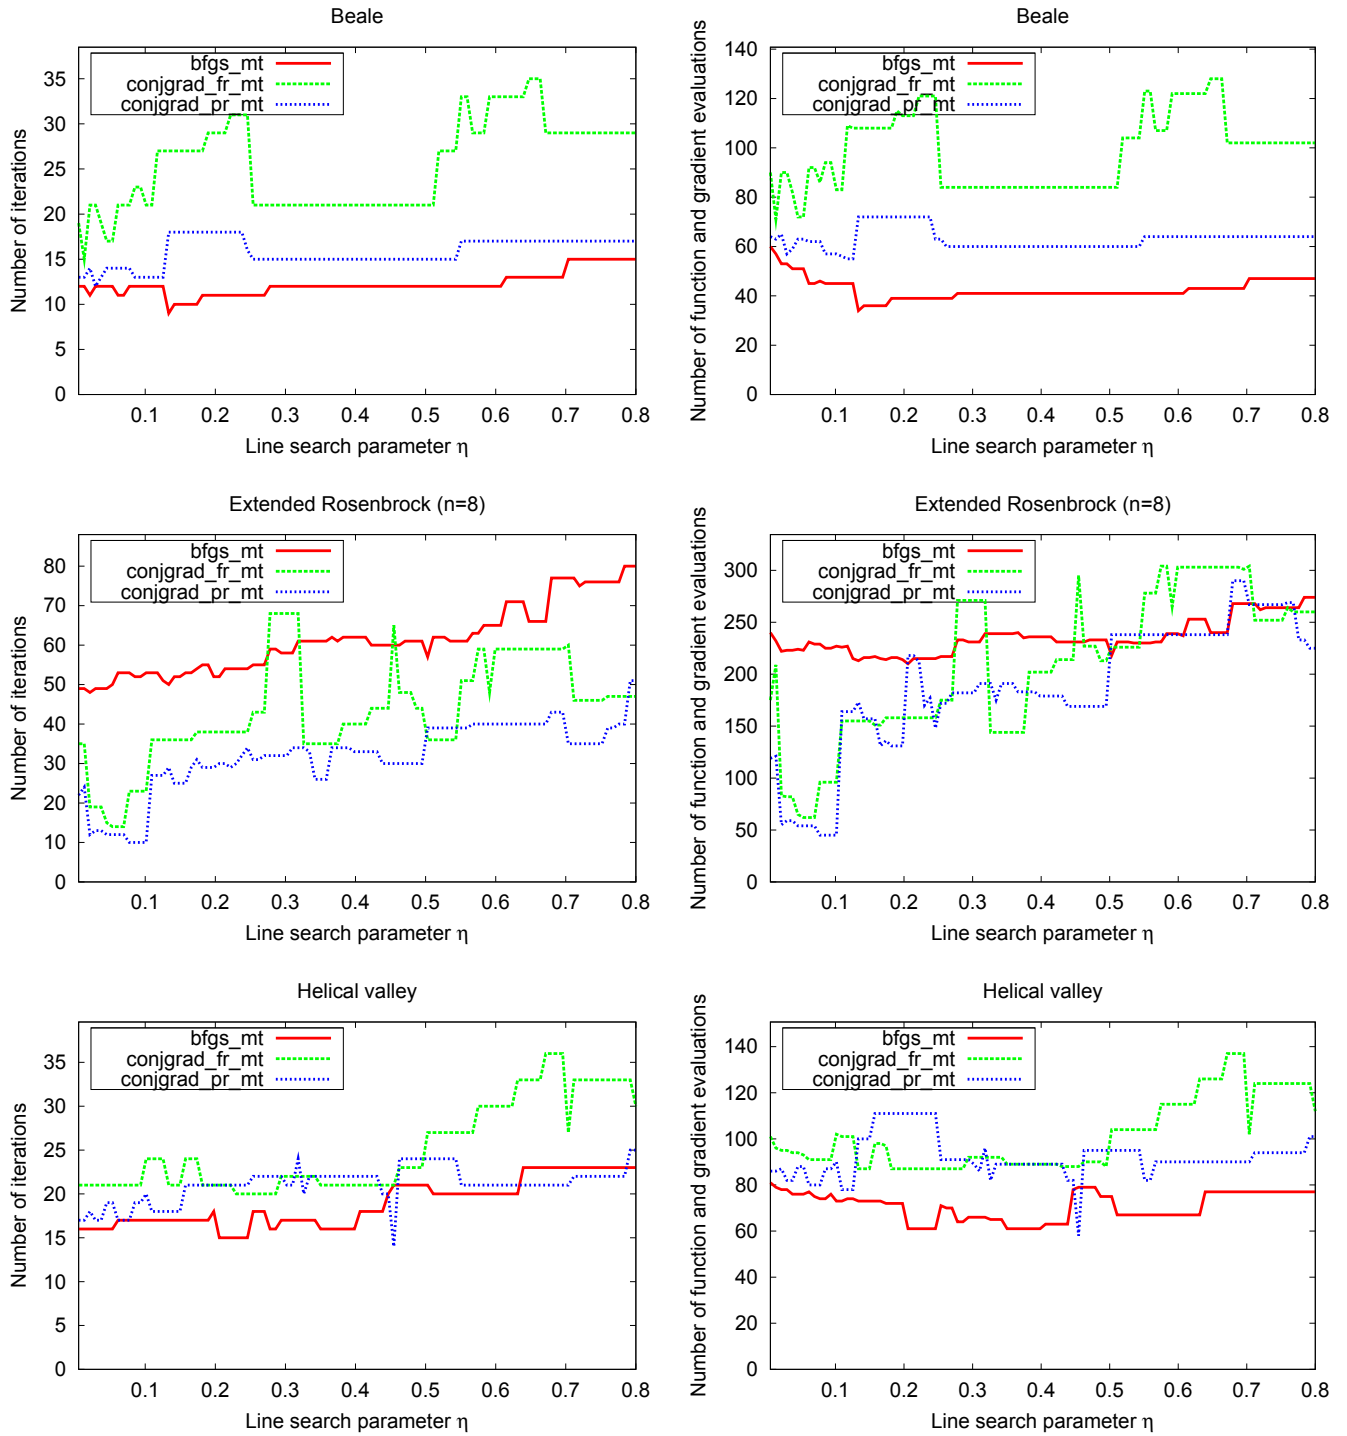 Beale
Number of iterations
35
30
25
20
15
10
5
0
bfgs_mt
conjgrad_fr_mt
conjgrad_pr_mt
0.1 0.2 0.3 0.4 0.5 0.6 0.7 0.8
Line search parameter η
Beale
Number of function and gradient evaluations
140
120
100
80
60
40
20
0
bfgs_mt
conjgrad_fr_mt
conjgrad_pr_mt
0.1 0.2 0.3 0.4 0.5 0.6 0.7 0.8
Line search parameter η
Extended Rosenbrock (n=8)
Number of iterations
80
70
60
50
40
30
20
10
0
bfgs_mt
conjgrad_fr_mt
conjgrad_pr_mt
0.1 0.2 0.3 0.4 0.5 0.6 0.7 0.8
Line search parameter η
Extended Rosenbrock (n=8)
Number of function and gradient evaluations
300
250
200
150
100
50
0
bfgs_mt
conjgrad_fr_mt
conjgrad_pr_mt
0.1 0.2 0.3 0.4 0.5 0.6 0.7 0.8
Line search parameter η
Helical valley
Number of iterations
35
30
25
20
15
10
5
0
bfgs_mt
conjgrad_fr_mt
conjgrad_pr_mt
0.1 0.2 0.3 0.4 0.5 0.6 0.7 0.8
Line search parameter η
Helical valley
Number of function and gradient evaluations
140
120
100
80
60
40
20
0
bfgs_mt
conjgrad_fr_mt
conjgrad_pr_mt
0.1 0.2 0.3 0.4 0.5 0.6 0.7 0.8
Line search parameter η